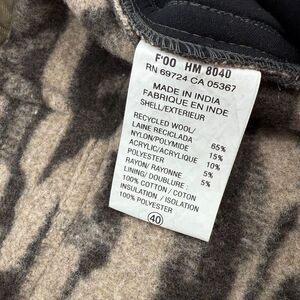 F'OO HM 8040
RN 69724 CA 05367
MADE IN INDIA
FABRIQUE EN INDE
SHELL/EXTERIEUR
RECYCLED WOOL/
LAINE RECICLADA 65%
NYLON/POLYMIDE 15%
ACRYLIC/ACRYLIQUE 10%
POLYESTER 5%
RAYON/RAYONNE 5%
LINING/ DOUBLURE :
100% COTTON / COTON
INSULATION / ISOLATION
100% POLYESTER
40